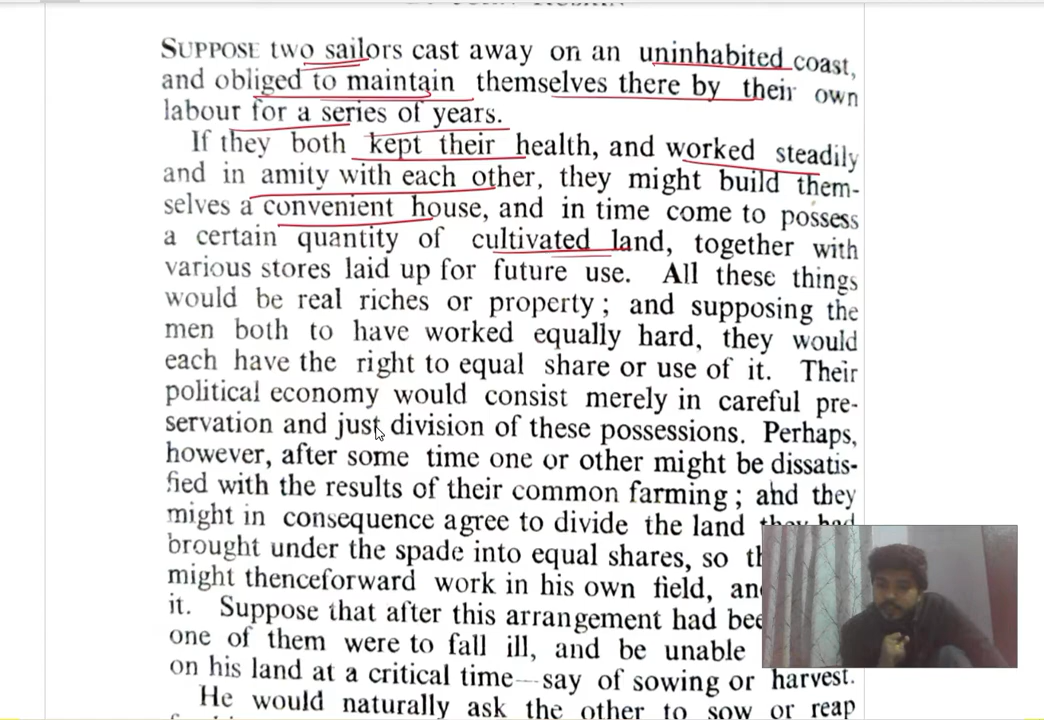 SUPPOSE two sailors cast away on an uninhabited coast,
and obliged to maintain themselves there by their own
labour for a series of years.
If they both kept their health, and worked steadily
and in amity with each other, they might build them-
selves a convenient house, and in time come to possess
a certain quantity of cultivated land, together with
various stores laid up for future use. All these things
would be real riches or property; and supposing the
men both to have worked equally hard, they would
each have the right to equal share or use of it. Their
political economy would consist merely in careful pre-
servation and just division of these possessions. Perhaps,
however, after some time one or other might be dissatis-
fied with the results of their common farming; and they
might in consequence agree to divide the land they had
brought under the spade into equal shares, so
might thenceforward work in his own field,
it. Suppose that after this arrangement had
one of them were to fall ill, and be unable
on his land at a critical time—say of sowing or harvest.
He would naturally ask the other to sow or reap